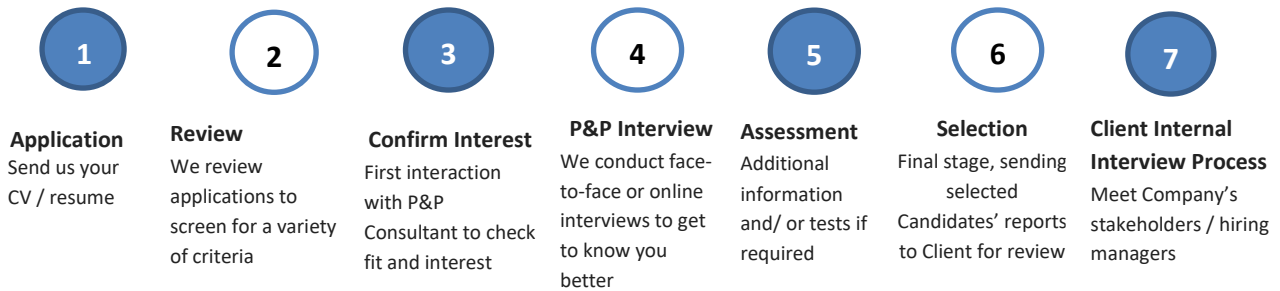 1
2
3
4
5
6
7
Application
Send us your
CV / resume
Review
We review
applications to
screen for a variety
of criteria
Confirm Interest
First interaction
with P&P
Consultant to check
fit and interest
P&P Interview
We conduct face-
to-face or online
interviews to get
to know you
better
Assessment
Additional
information
and/ or tests if
required
Selection
Final stage, sending
selected
Candidates’ reports
to Client for review
Client Internal
Interview Process
Meet Company’s
stakeholders / hiring
managers